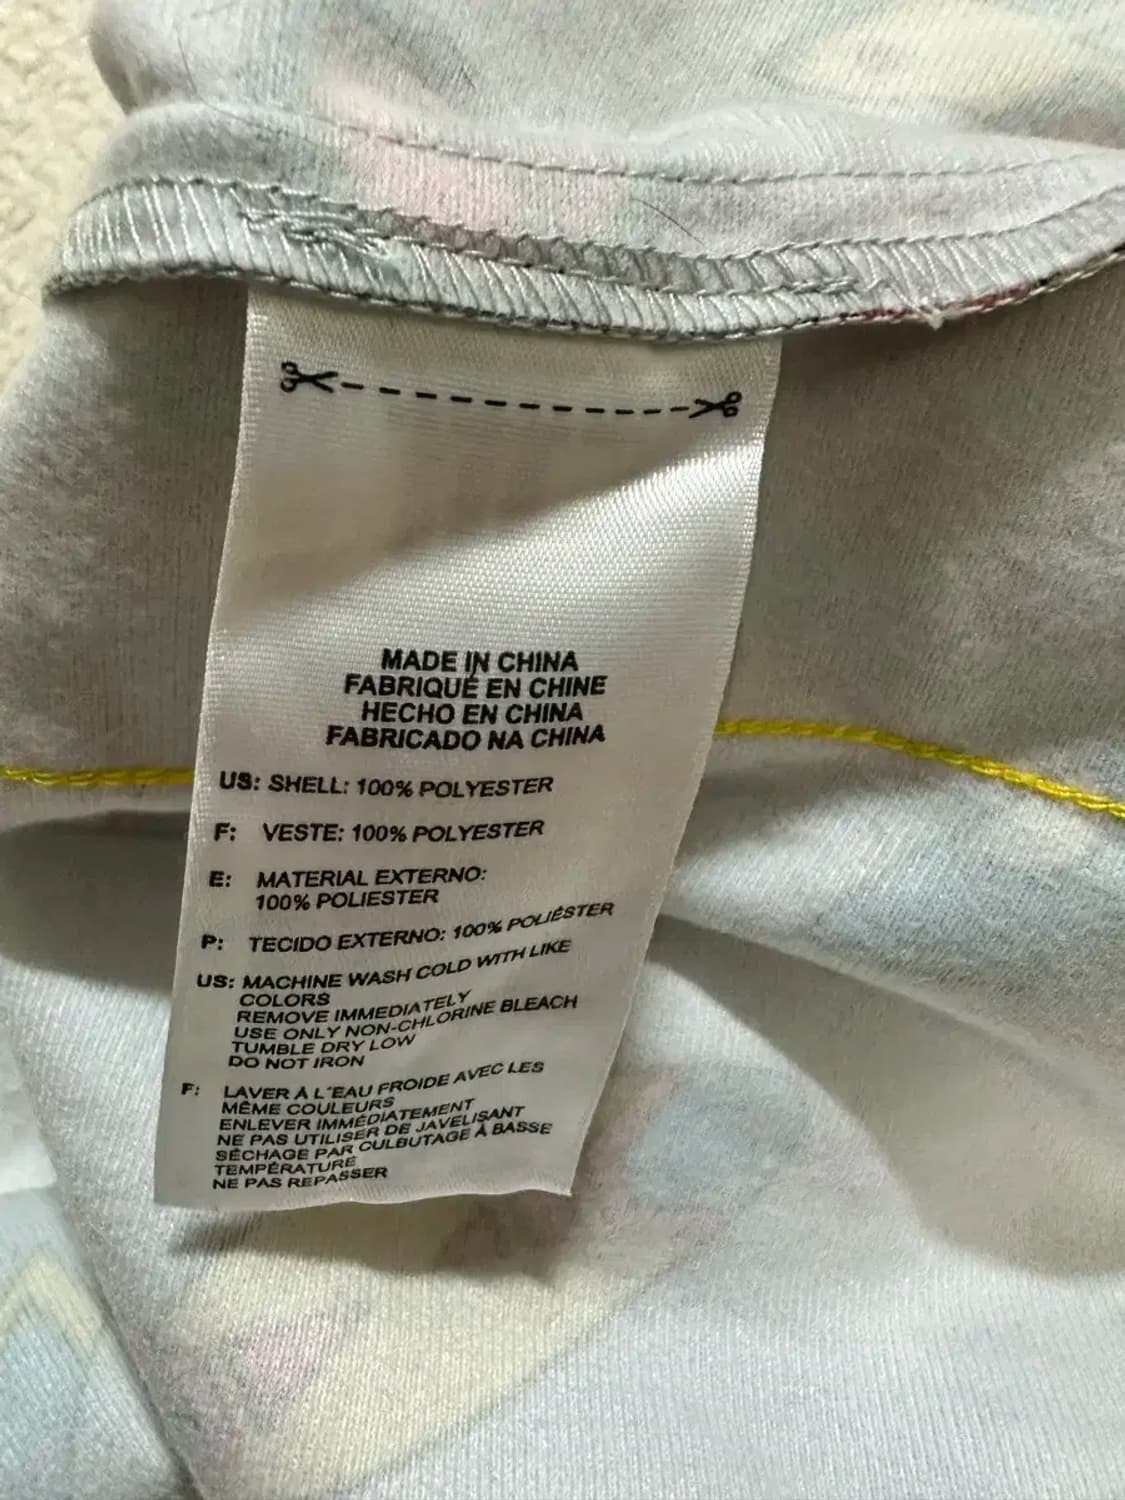 MADE IN CHINA
FABRIQUÉ EN CHINE
HECHO EN CHINA
FABRICADO NA CHINA
US: SHELL: 100% POLYESTER
F: VESTE: 100% POLYESTER
E: MATERIAL EXTERNO:
100% POLIESTER
P: TECIDO EXTERNO: 100% POLIÉSTER
US: MACHINE WASH COLD WITH LIKE
COLORS
REMOVE IMMEDIATELY
USE ONLY NON-CHLORINE BLEACH
TUMBLE DRY LOW
DO NOT IRON
F: LAVER À L'EAU FROIDE AVEC LES
MÊME COULEURS
ENLEVER IMMÉDIATEMENT
NE PAS UTILISER DE JAVELISANT
SÉCHAGE PAR CULBUTAGE À BASSE
TEMPÉRATURE
NE PAS REPASSER